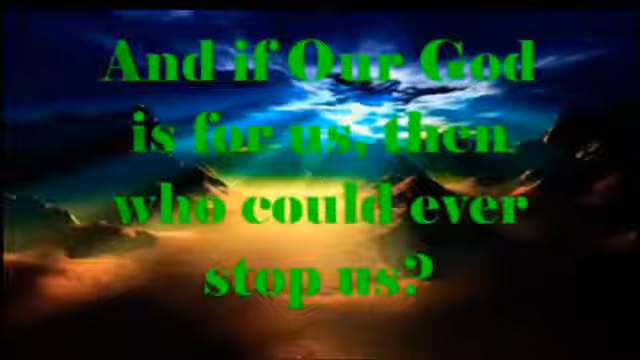 And if Our God
is for us, then
who could ever
stop us?